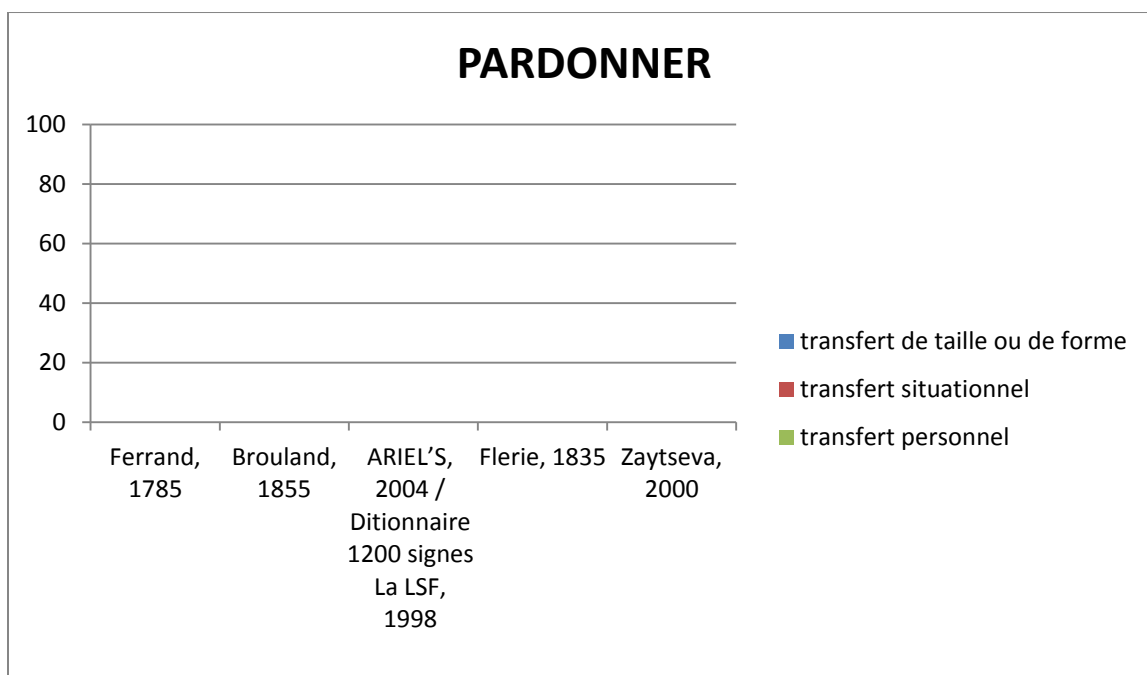 PARDONNER
100
80
60
40
20
0
Ferrand,
1785
Brouland,
1855
ARIEL’S,
2004 /
Ditionnaire
1200 signes
La LSF,
1998
Flerie, 1835
Zaytseva,
2000
transfert de taille ou de forme
transfert situationnel
transfert personnel